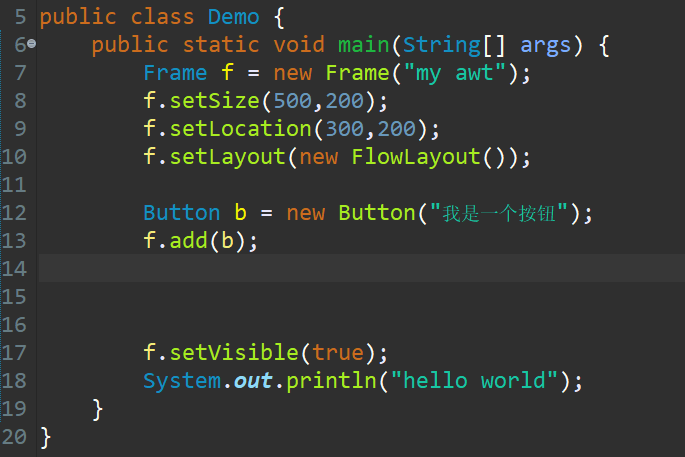 5 public class Demo {
6 public static void main(String[] args) {
7 Frame f = new Frame("my awt");
8 f.setSize(500,200);
9 f.setLocation(300,200);
10 f.setLayout(new FlowLayout());
11
12 Button b = new Button("我是一个按钮");
13 f.add(b);
14
15
16
17 f.setVisible(true);
18 System.out.println("hello world");
19 }
20 }